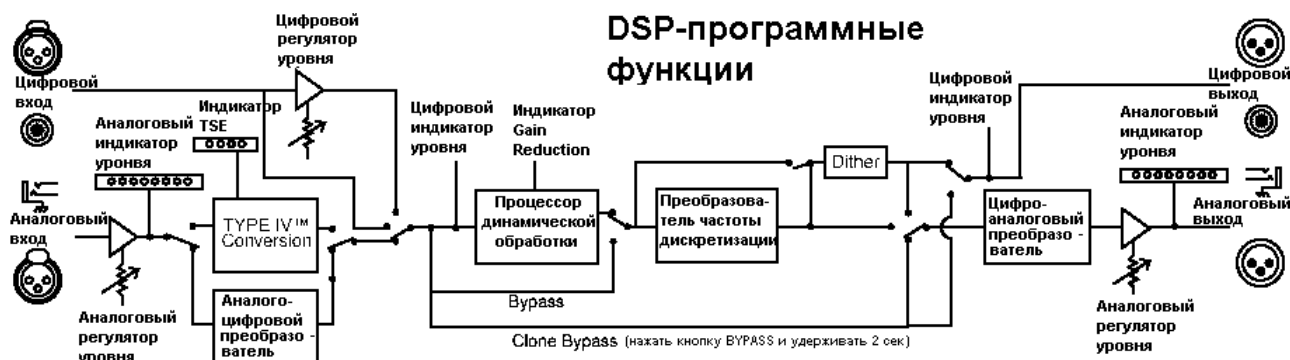 DSP-программные
функции
Цифровой
регулятор
уровня
Цифровой
вход
Индикатор
TSE
Аналоговый
индикатор
уронвя
Аналоговый
вход
TYPE IV™
Conversion
Аналого-
цифровой
преобразо -
ватель
Аналоговый
регулятор
уровня
Цифровой
индикатор
уровня
Индикатор
Gain
Reduction
Процессор
динамической
обработки
Преобразова-
тель частоты
дискретизации
Dither
Bypass
Clone Bypass (нажать кнопку BYPASS и удерживать 2 сек)
Цифровой
индикатор
уровня
Цифро-
аналоговый
преобразо -
ватель
Цифровой
выход
Аналоговый
индикатор
уронвя
Аналоговый
выход
Аналоговый
регулятор
уровня